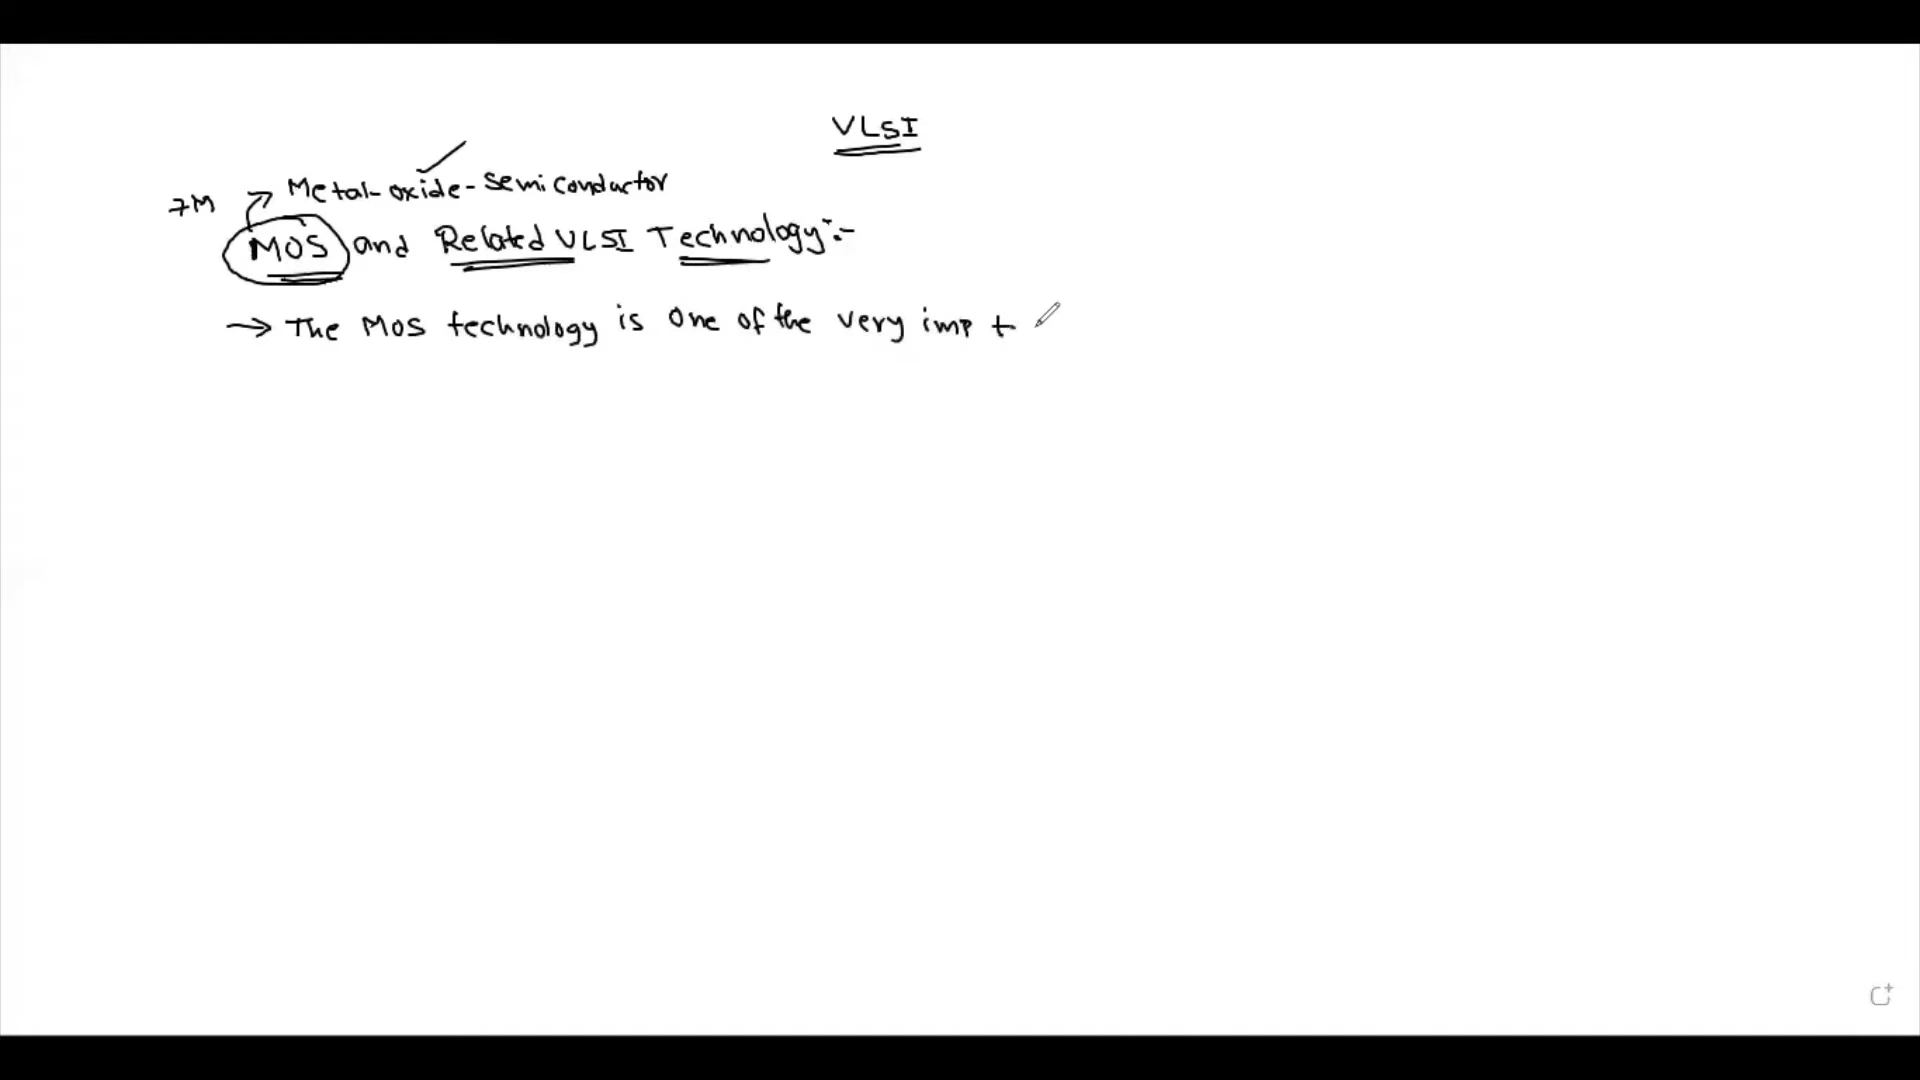 VLSI
Metal-oxide-semiconductor
7M
MOS and Related VLSI Technology:-
→ The MOS technology is one of the very imp t